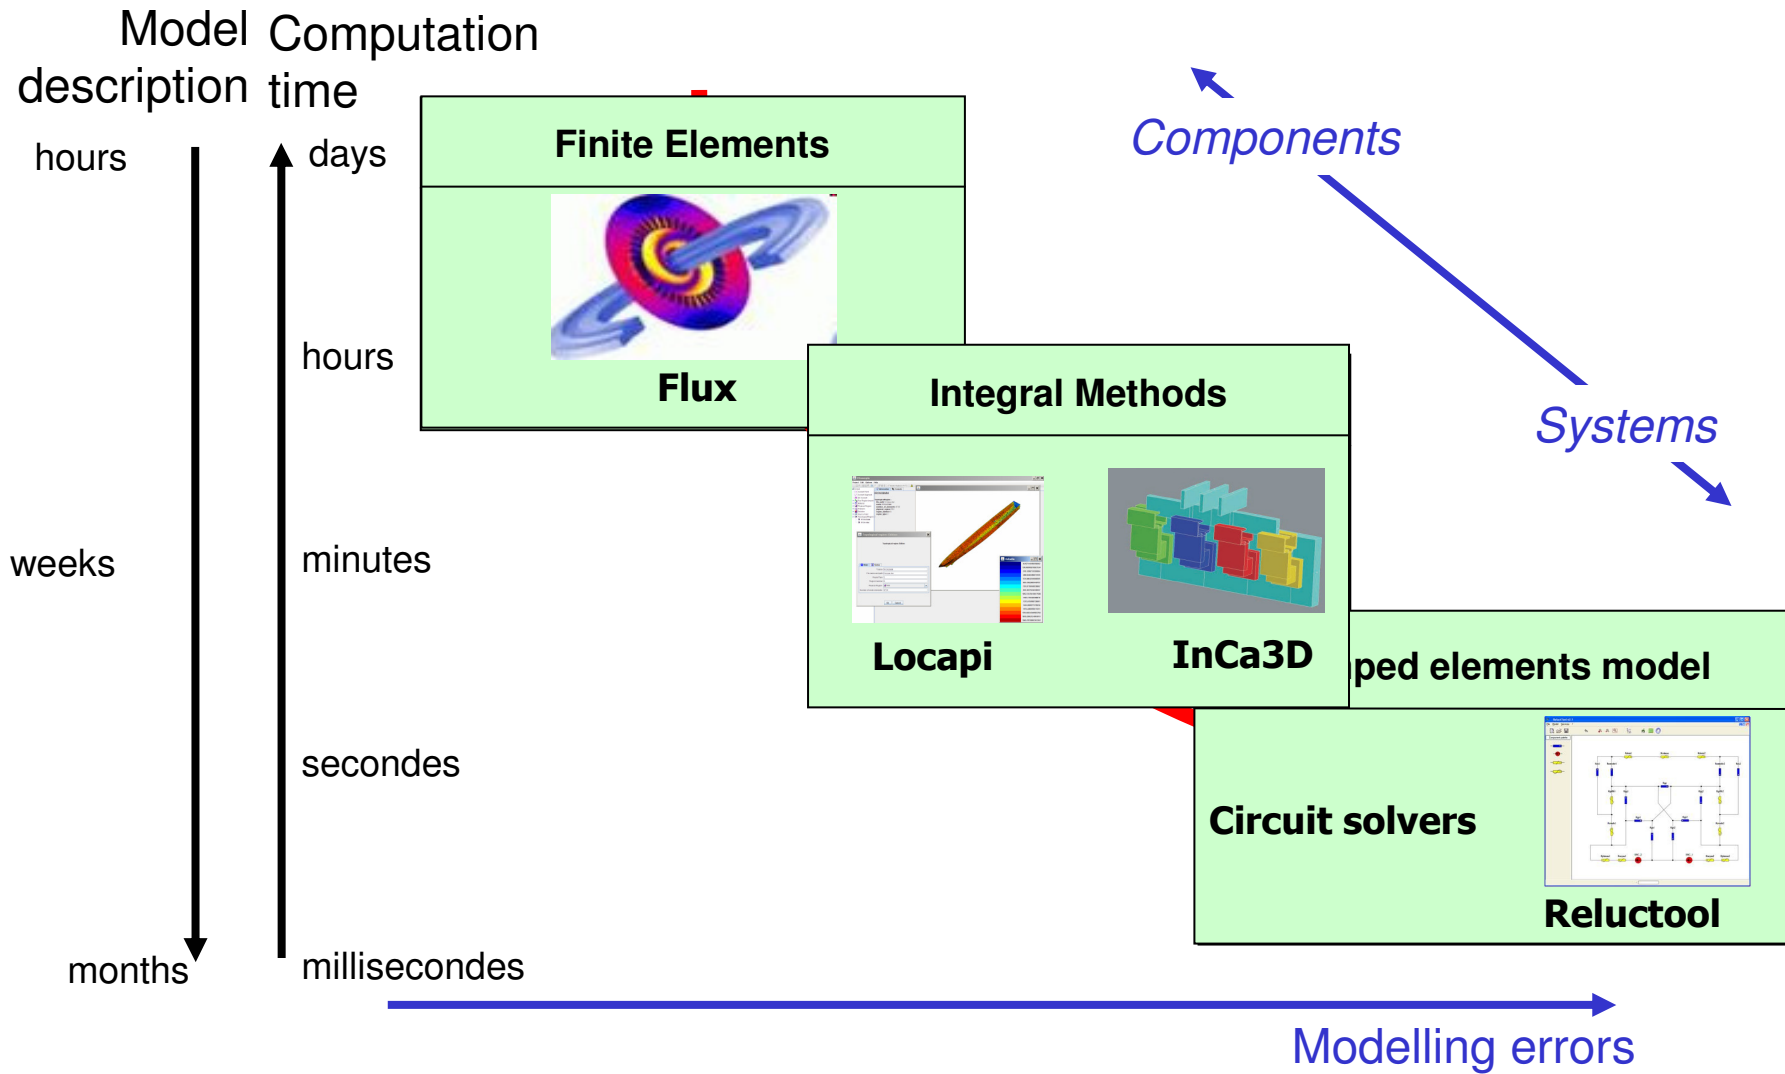 Model
description
Computation
time
hours
days
Finite Elements
Components
hours
Flux
Integral Methods
Systems
weeks
minutes
Locapi
InCa3D
ped elements model
secondes
Circuit solvers
Reluctool
months
millisecondes
Modelling errors